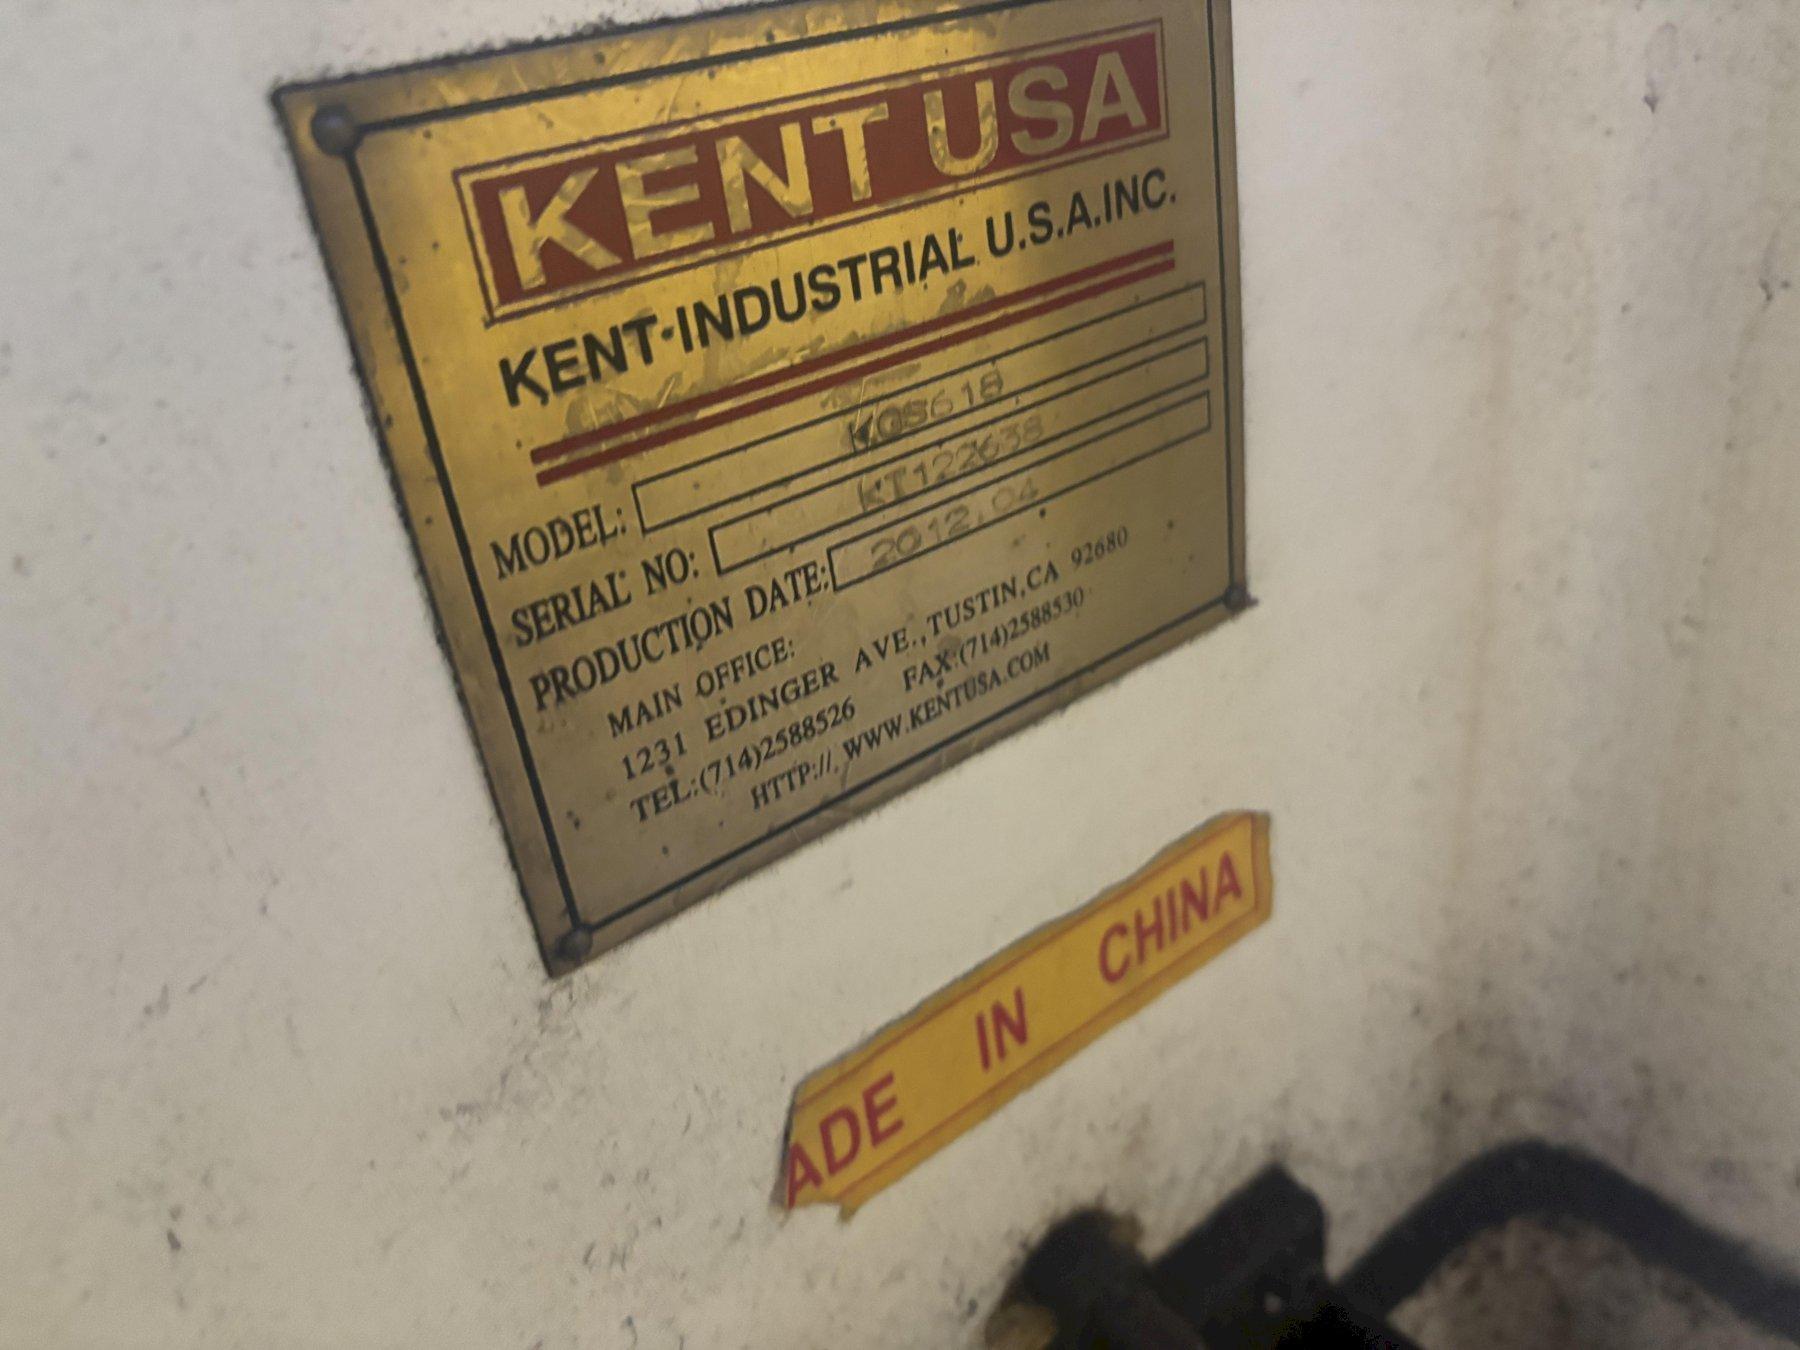 KENT USA
KENT-INDUSTRIAL U.S.A.INC.
MODEL: KGS618
SERIAL NO: KT122638
PRODUCTION DATE: 2012.04
MAIN OFFICE:
1231 EDINGER AVE.,TUSTIN,CA 92680
TEL:(714)2588526 FAX:(714)2588530
HTTP://.WWW.KENTUSA.COM
ADE IN CHINA